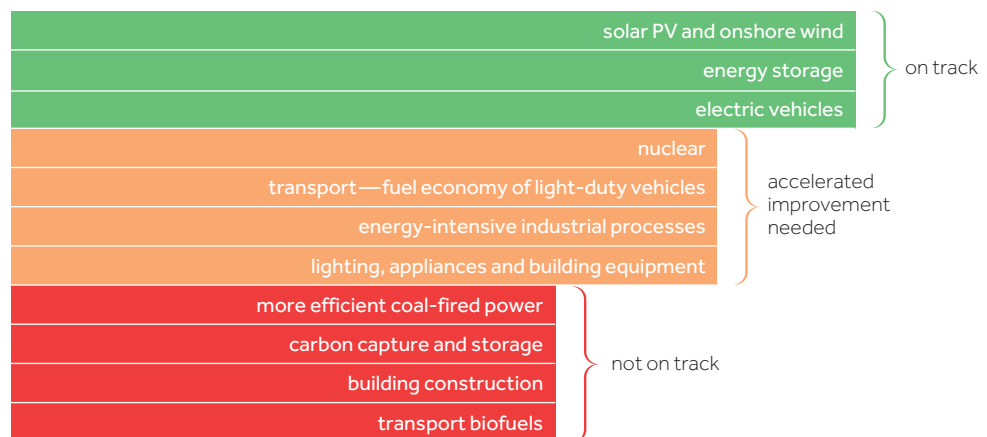 solar PV and onshore wind
energy storage
electric vehicles
on track
nuclear
transport—fuel economy of light-duty vehicles
energy-intensive industrial processes
lighting, appliances and building equipment
accelerated
improvement
needed
more efficient coal-fired power
carbon capture and storage
building construction
transport biofuels
not on track